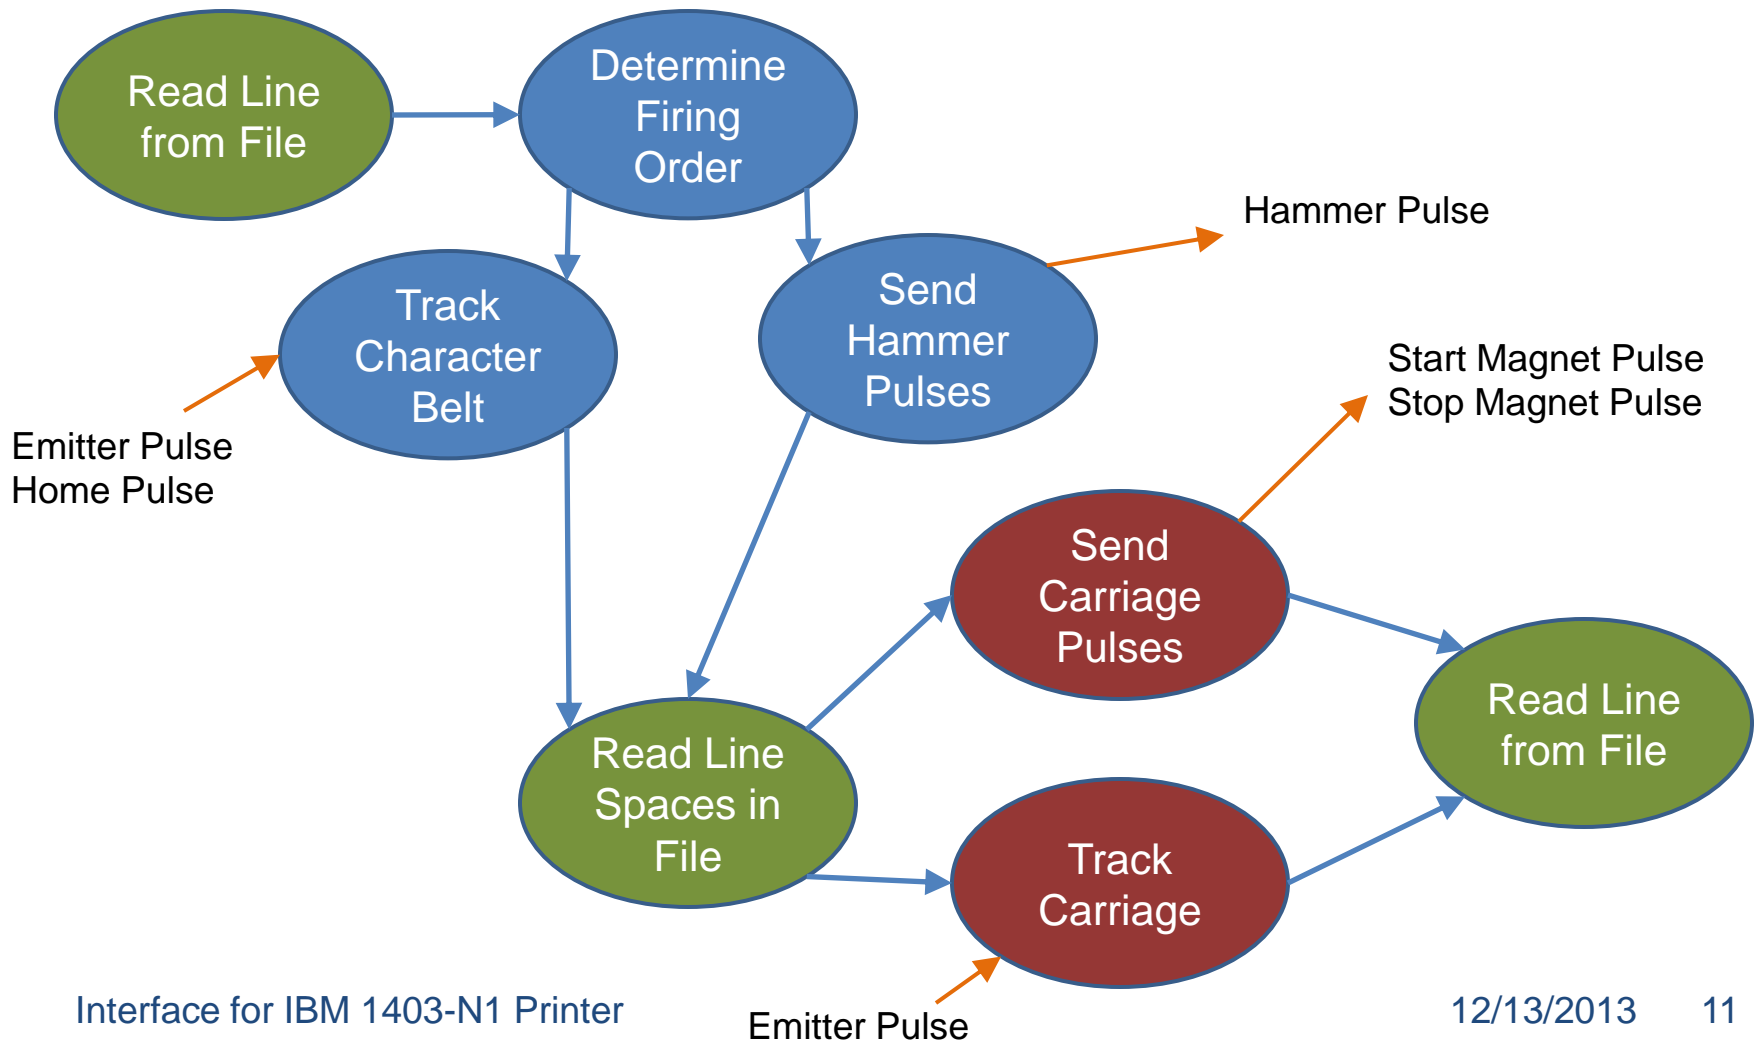 Read Line
from File
Determine
Firing
Order
Hammer Pulse
Track
Character
Belt
Send
Hammer
Pulses
Start Magnet Pulse
Stop Magnet Pulse
Emitter Pulse
Home Pulse
Send
Carriage
Pulses
Read Line
from File
Read Line
Spaces in
File
Track
Carriage
Emitter Pulse
Interface for IBM 1403-N1 Printer
12/13/2013
11